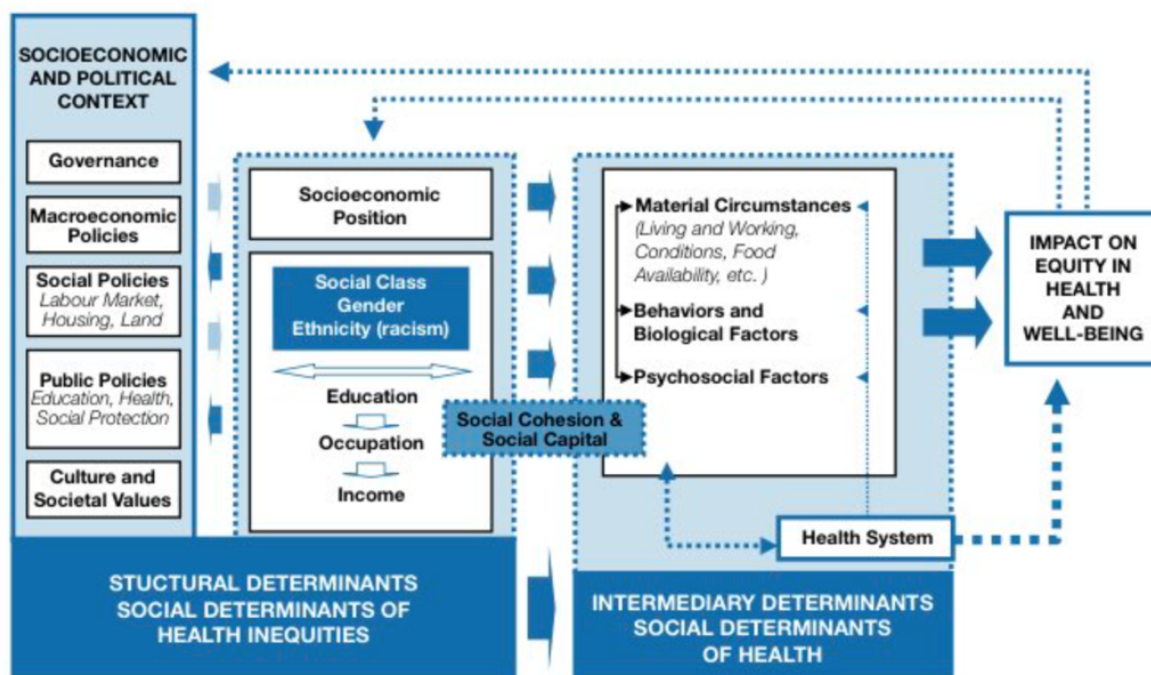 SOCIOECONOMIC
AND POLITICAL
CONTEXT
Governance
Macroeconomic
Policies
Social Policies
Labour Market,
Housing, Land
Public Policies
Education, Health,
Social Protection
Culture and
Societal Values
Socioeconomic
Position
Social Class
Gender
Ethnicity (racism)
Education
Occupation
Income
Social Cohesion &
Social Capital
Material Circumstances
(Living and Working,
Conditions, Food
Availability, etc. )
Behaviors and
Biological Factors
Psychosocial Factors
Health System
IMPACT ON
EQUITY IN
HEALTH
AND
WELL-BEING
STUCTURAL DETERMINANTS
SOCIAL DETERMINANTS OF
HEALTH INEQUITIES
INTERMEDIARY DETERMINANTS
SOCIAL DETERMINANTS
OF HEALTH